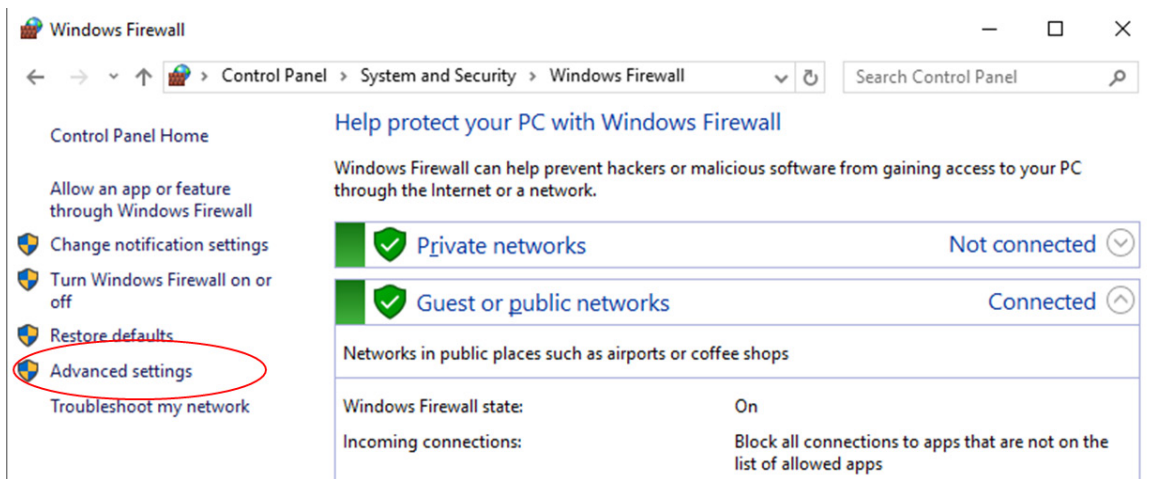 Windows Firewall
Control Panel > System and Security > Windows Firewall
Search Control Panel
Control Panel Home
Allow an app or feature
through Windows Firewall
Change notification settings
Turn Windows Firewall on or
off
Restore defaults
Advanced settings
Troubleshoot my network
Help protect your PC with Windows Firewall
Windows Firewall can help prevent hackers or malicious software from gaining access to your PC
through the Internet or a network.
Private networks
Not connected
Guest or public networks
Connected
Networks in public places such as airports or coffee shops
Windows Firewall state:
On
Incoming connections:
Block all connections to apps that are not on the
list of allowed apps